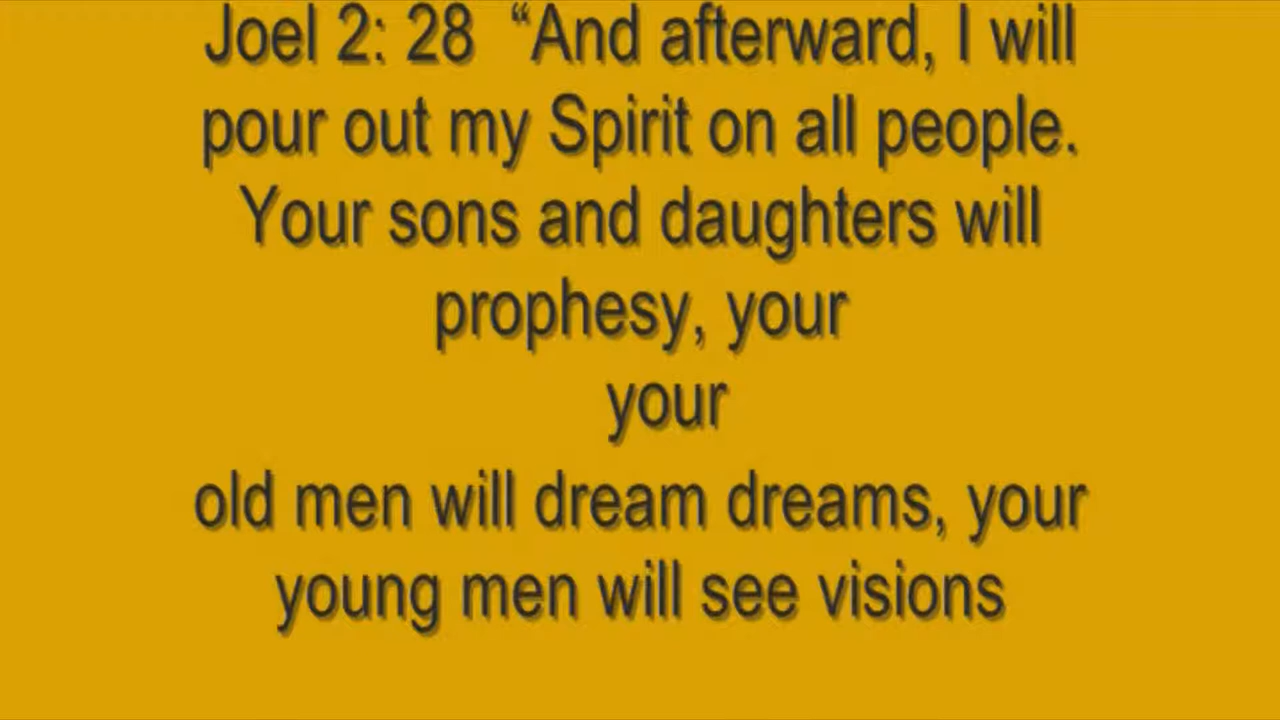 Joel 2: 28  “And afterward, I will
pour out my Spirit on all people.
Your sons and daughters will
prophesy, your
your
old men will dream dreams, your
young men will see visions